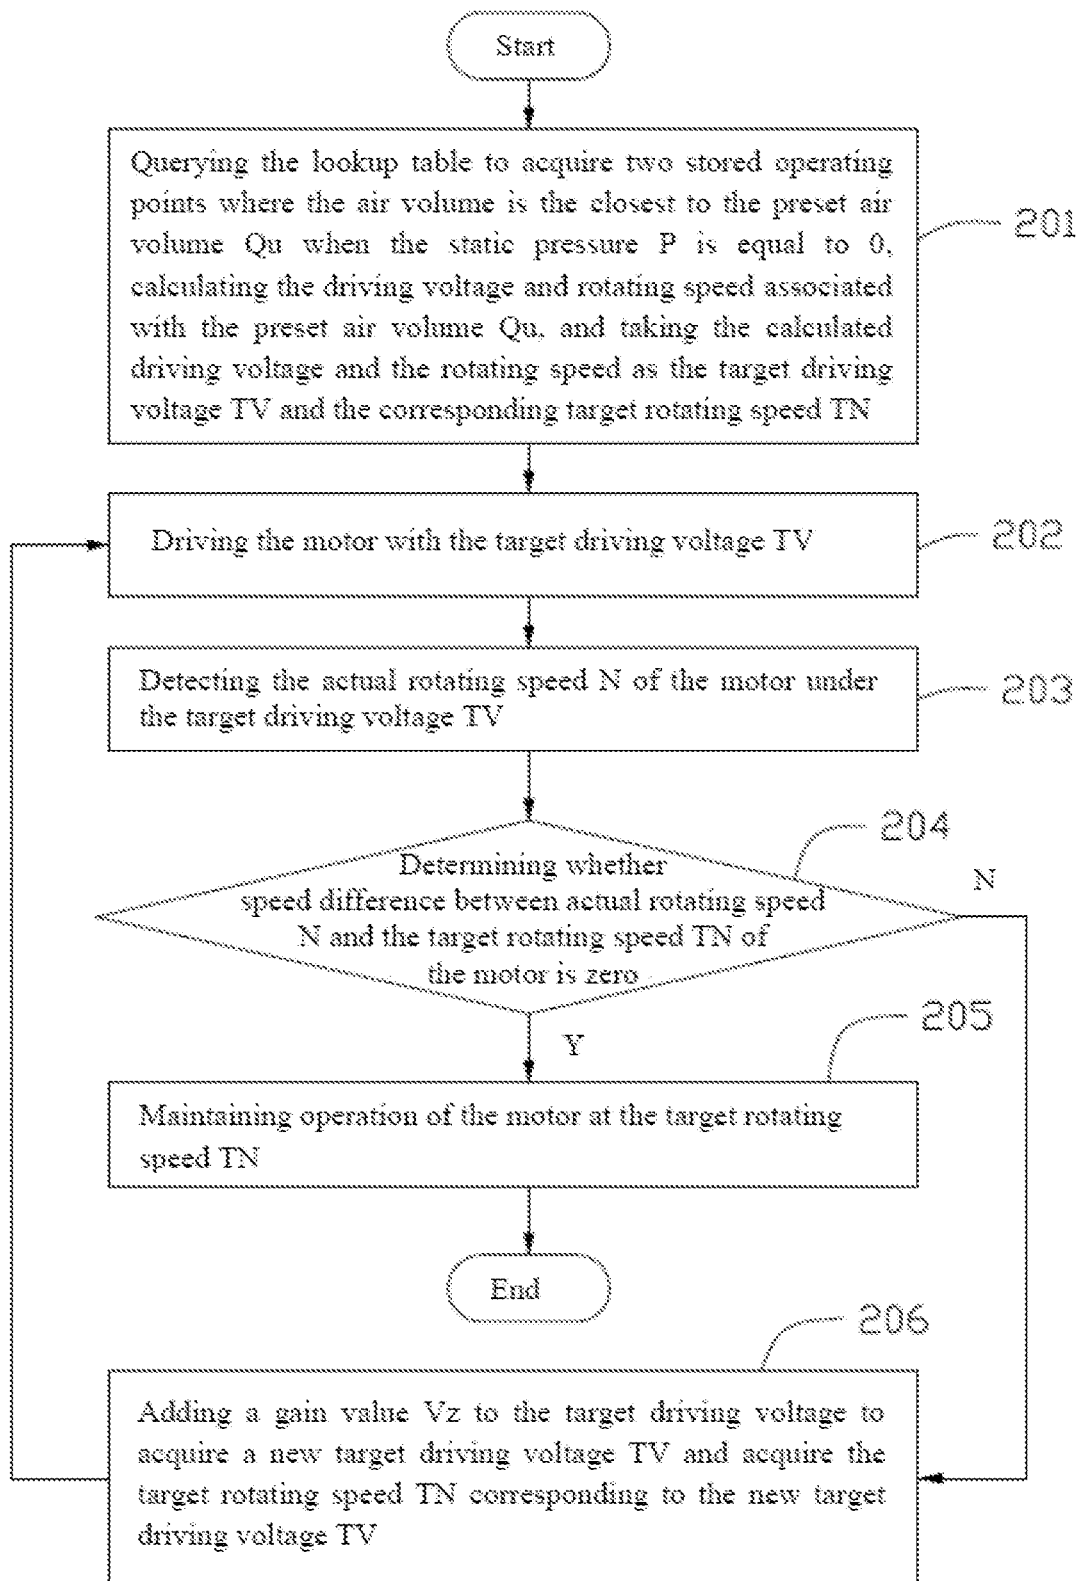 Start
Querying the lookup table to acquire two stored operating
points where the air volume is the closest to the preset air
volume Qu when the static pressure P is equal to 0,
calculating the driving voltage and rotating speed associated
with the preset air volume Qu, and taking the calculated
driving voltage and the rotating speed as the target driving
voltage TV and the corresponding target rotating speed TN
201
Driving the motor with the target driving voltage TV
202
Detecting the actual rotating speed N of the motor under
the target driving voltage TV
203
204
Determining whether
speed difference between actual rotating speed
N and the target rotating speed TN of
the motor is zero
N
Y
205
Maintaining operation of the motor at the target rotating
speed TN
End
206
Adding a gain value Vz to the target driving voltage to
acquire a new target driving voltage TV and acquire the
target rotating speed TN corresponding to the new target
driving voltage TV